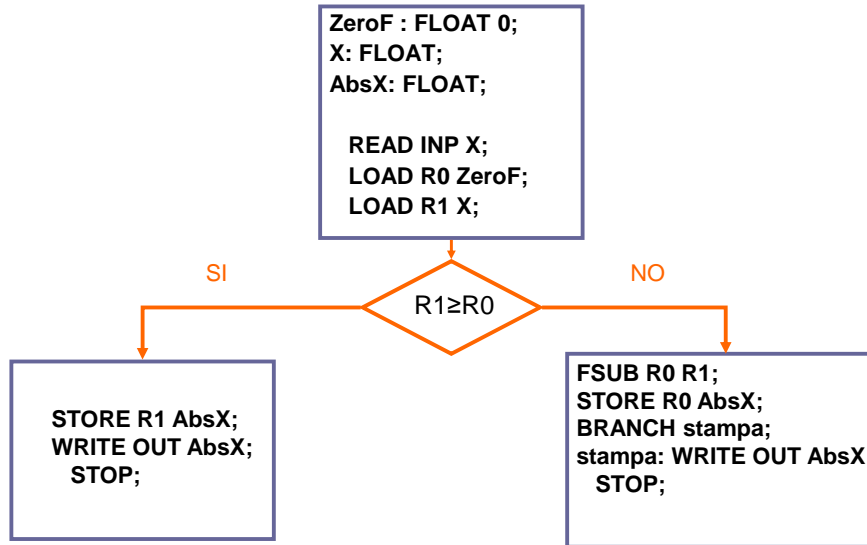 ZeroF : FLOAT 0;
X: FLOAT;
AbsX: FLOAT;
READ INP X;
LOAD R0 ZeroF;
LOAD R1 X;
SI
NO
R1≥R0
STORE R1 AbsX;
WRITE OUT AbsX;
STOP;
FSUB R0 R1;
STORE R0 AbsX;
BRANCH stampa;
stampa: WRITE OUT AbsX
STOP;